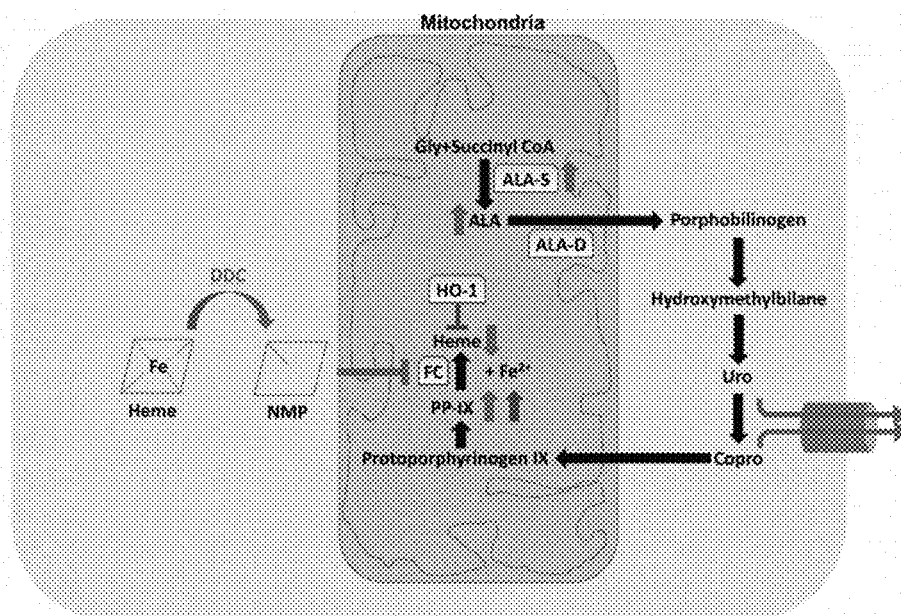 Mitochondria
Gly+Succinyl CoA
ALA-S
ALA
ALA-D
Porphobilinogen
Hydroxymethylbilane
Uro
Copro
Protoporphyrinogen IX
PP-IX
FC
+ Fe²⁺
Heme
HO-1
DDC
Fe
Heme
NMP